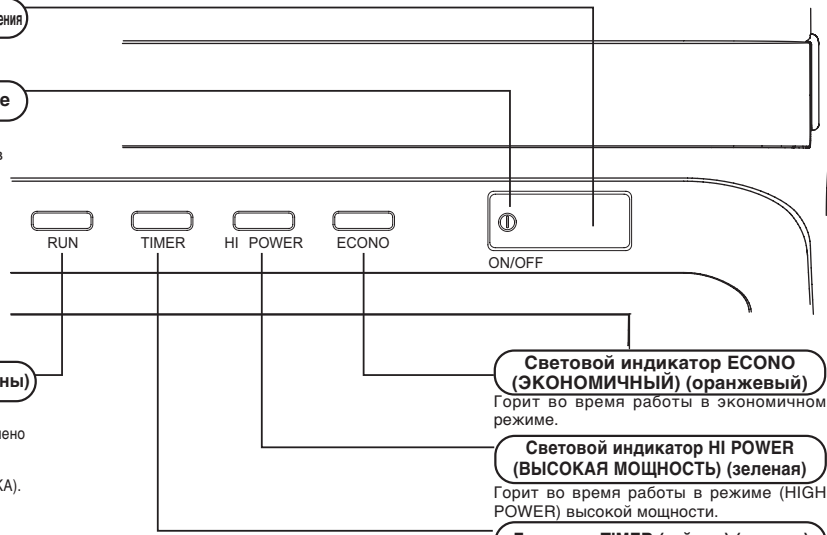 ения
е
в
RUN TIMER HI POWER ECONO
ON/OFF
ны)
ено
КА).
Световой индикатор ECONO
(ЭКОНОМИЧНЫЙ) (оранжевый)
Горит во время работы в экономичном
режиме.
Световой индикатор HI POWER
(ВЫСОКАЯ МОЩНОСТЬ) (зеленая)
Горит во время работы в режиме (HIGH
POWER) высокой мощности.
TIMER